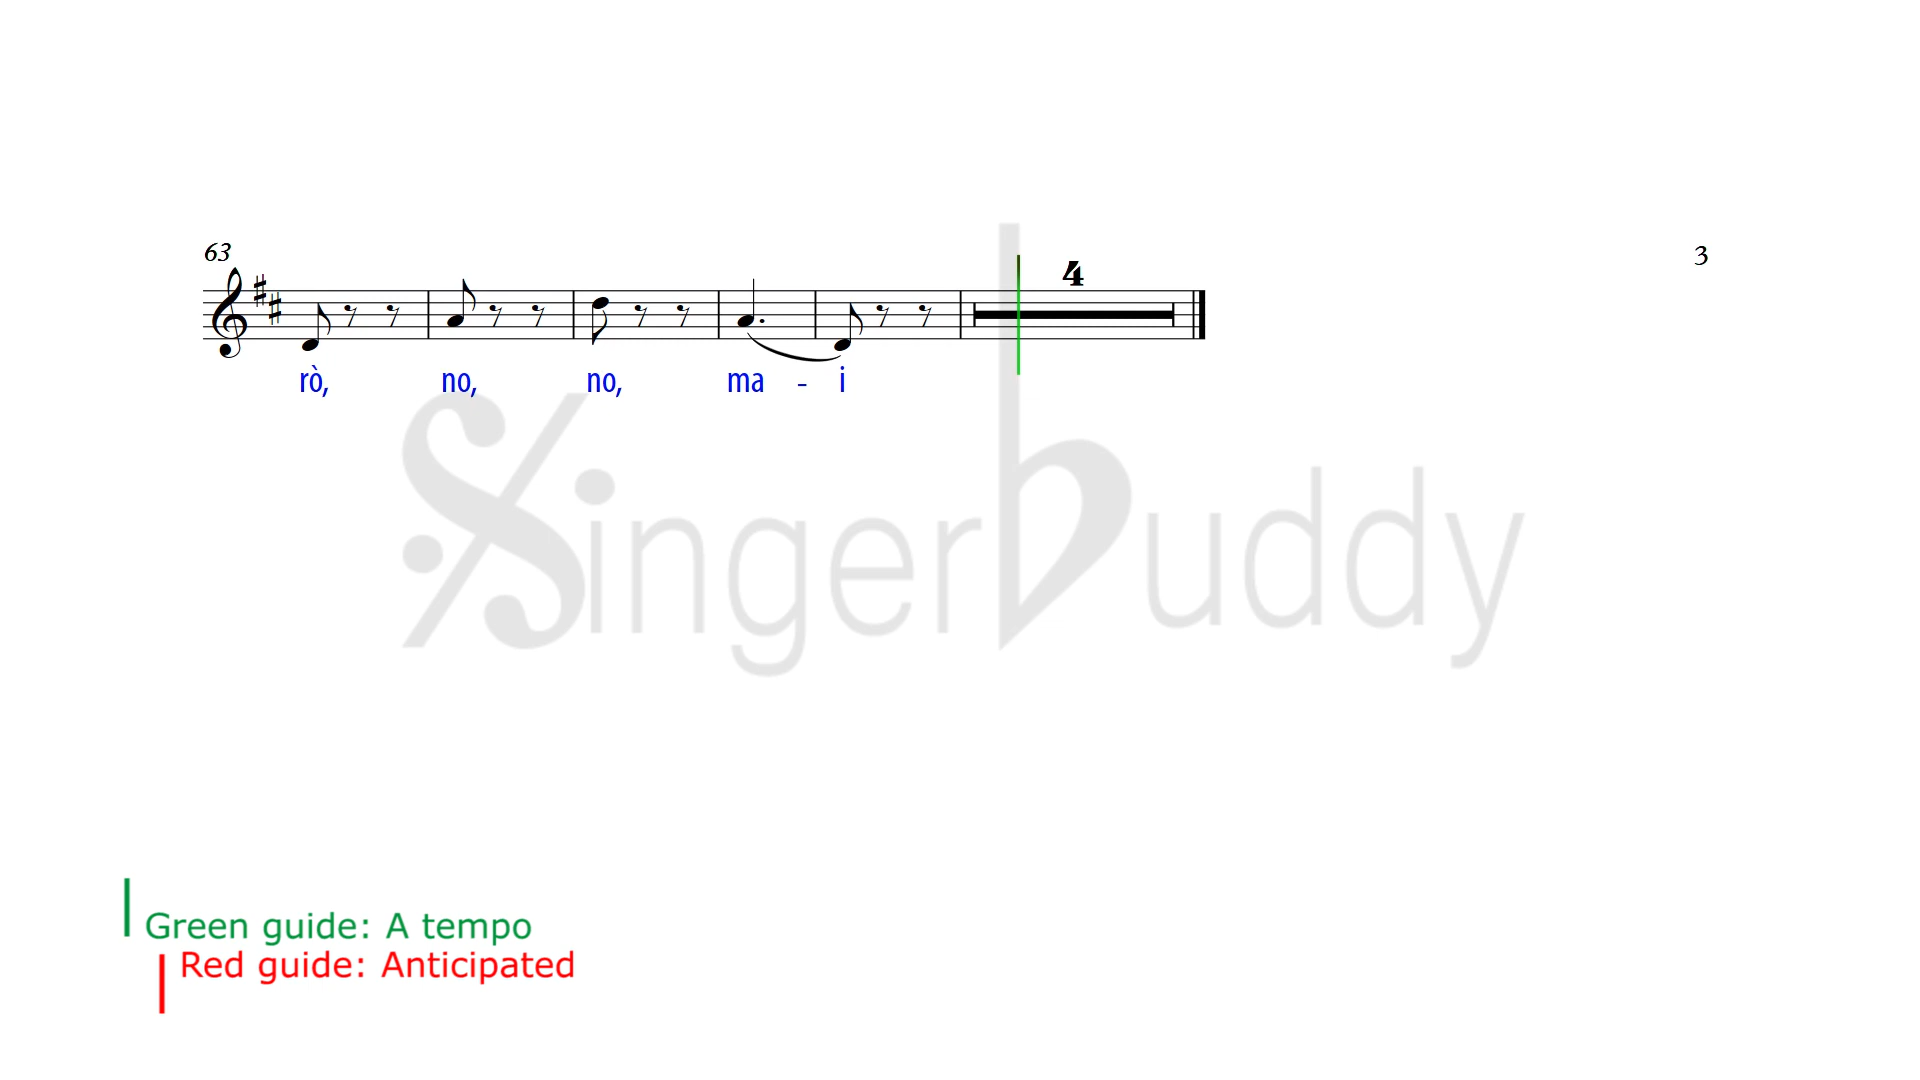 63
3
4
rò, no, no, ma - i
Singerbuddy
Green guide: A tempo
Red guide: Anticipated